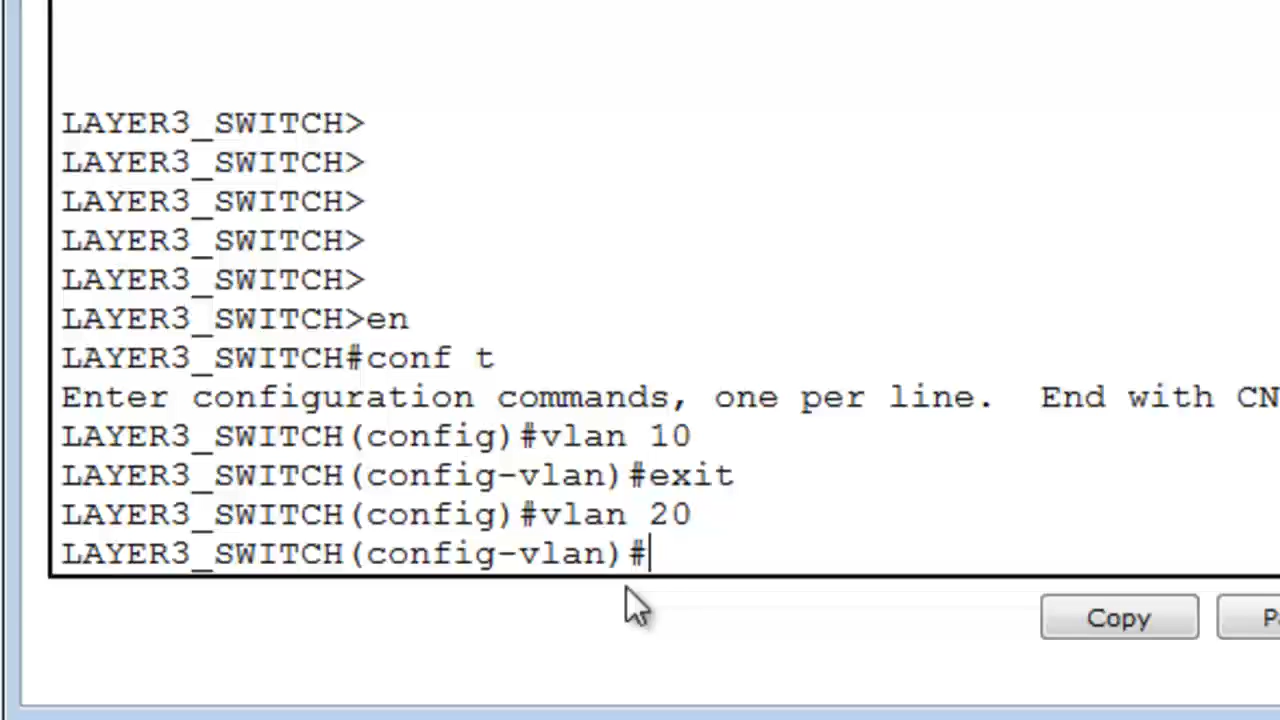 LAYER3_SWITCH>
LAYER3_SWITCH>
LAYER3_SWITCH>
LAYER3_SWITCH>
LAYER3_SWITCH>
LAYER3_SWITCH>en
LAYER3_SWITCH#conf t
Enter configuration commands, one per line.  End with CN
LAYER3_SWITCH(config)#vlan 10
LAYER3_SWITCH(config-vlan)#exit
LAYER3_SWITCH(config)#vlan 20
LAYER3_SWITCH(config-vlan)#
Copy